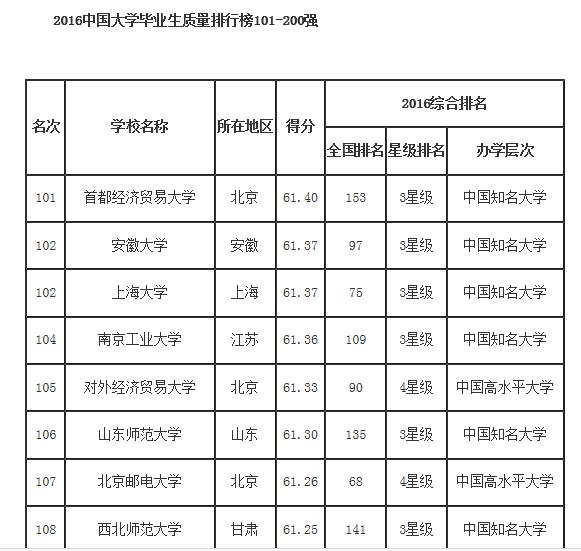 2016中国大学毕业生质量排行榜101-200强
名次 学校名称 所在地区 得分 2016综合排名
全国排名 星级排名 办学层次
101 首都经济贸易大学 北京 61.40 153 3星级 中国知名大学
102 安徽大学 安徽 61.37 97 3星级 中国知名大学
102 上海大学 上海 61.37 75 3星级 中国知名大学
104 南京工业大学 江苏 61.36 109 3星级 中国知名大学
105 对外经济贸易大学 北京 61.33 90 4星级 中国高水平大学
106 山东师范大学 山东 61.30 135 3星级 中国知名大学
107 北京邮电大学 北京 61.26 68 4星级 中国高水平大学
108 西北师范大学 甘肃 61.25 141 3星级 中国知名大学